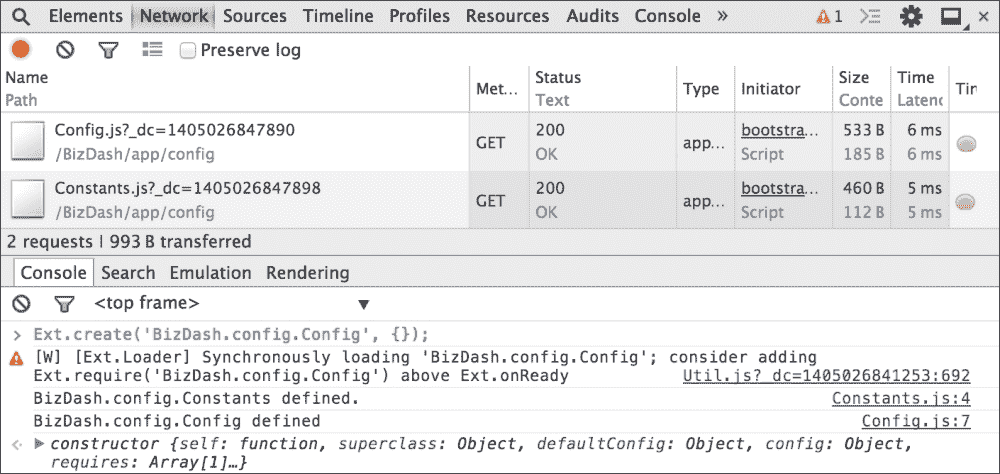 Elements Network Sources Timeline Profiles Resources Audits Console » 1
Preserve log
Name Met... Status Type Initiator Size Time Tin
Path Text Conte Latenc
Config.js?_dc=1405026847890 GET 200 app... bootstra... 533 B 6 ms
/BizDash/app/config OK Script 185 B 6 ms
Constants.js?_dc=1405026847898 GET 200 app... bootstra... 460 B 5 ms
/BizDash/app/config OK Script 112 B 5 ms
2 requests | 993 B transferred
Console Search Emulation Rendering
<top frame> ▼
> Ext.create('BizDash.config.Config', {});
[W] [Ext.Loader] Synchronously loading 'BizDash.config.Config'; consider adding
Ext.require('BizDash.config.Config') above Ext.onReady Util.js?_dc=1405026841253:692
BizDash.config.Constants defined. Constants.js:4
BizDash.config.Config defined Config.js:7
constructor {self: function, superclass: Object, defaultConfig: Object, config: Object,
requires: Array[1]…}